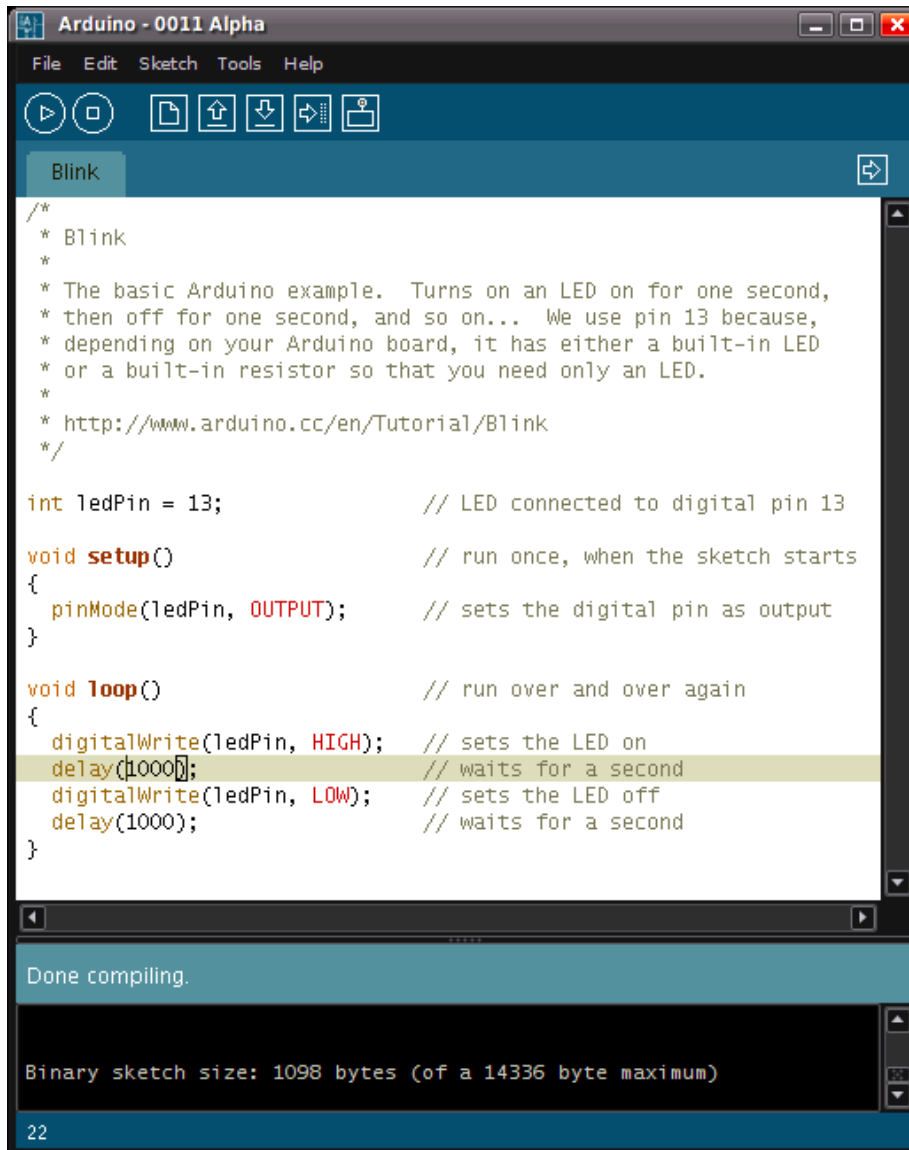 Arduino - 0011 Alpha
File Edit Sketch Tools Help
Blink
/*
 * Blink
 *
 * The basic Arduino example.  Turns on an LED on for one second,
 * then off for one second, and so on...  We use pin 13 because,
 * depending on your Arduino board, it has either a built-in LED
 * or a built-in resistor so that you need only an LED.
 *
 * http://www.arduino.cc/en/Tutorial/Blink
 */
int ledPin = 13;                // LED connected to digital pin 13
void setup()                    // run once, when the sketch starts
{
  pinMode(ledPin, OUTPUT);      // sets the digital pin as output
}
void loop()                     // run over and over again
{
  digitalWrite(ledPin, HIGH);   // sets the LED on
  delay(1000);                  // waits for a second
  digitalWrite(ledPin, LOW);    // sets the LED off
  delay(1000);                  // waits for a second
}
Done compiling.
Binary sketch size: 1098 bytes (of a 14336 byte maximum)
22